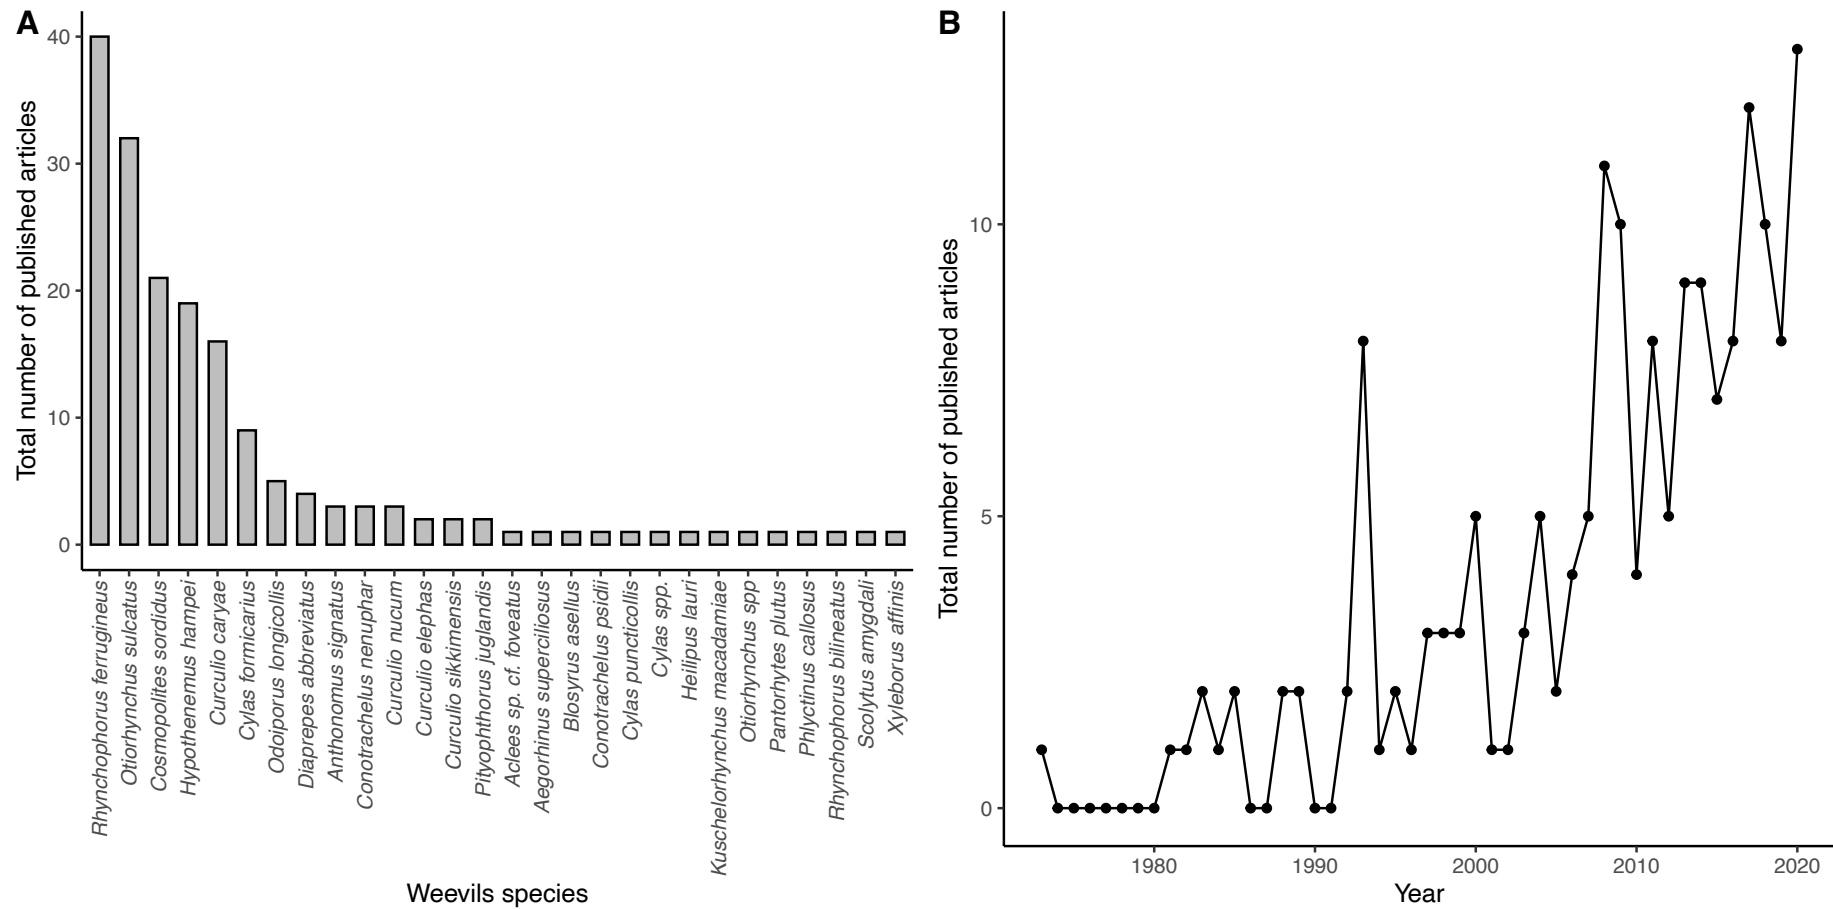 A
Total number of published articles
40
30
20
10
0
Rhynchophorus ferrugineus
Otiorhynchus sulcatus
Cosmopolites sordidus
Hypothenemus hampei
Curculio caryae
Cylas formicarius
Odoiporus longicollis
Diaprepes abbreviatus
Anthonomus signatus
Conotrachelus nenuphar
Curculio nucum
Curculio elephas
Curculio sikkimensis
Pityophthorus juglandis
Aclees sp. cf. foveatus
Aegorhinus superciliosus
Blosyrus asellus
Conotrachelus psidii
Cylas puncticollis
Cylas spp.
Heilipus lauri
Kuschelorhynchus macadamiae
Otiorhynchus spp
Pantorhytes plutus
Phlyctinus callosus
Rhynchophorus bilineatus
Scolytus amygdali
Xyleborus affinis
Weevils species
B
Total number of published articles
10
5
0
1980
1990
2000
2010
2020
Year